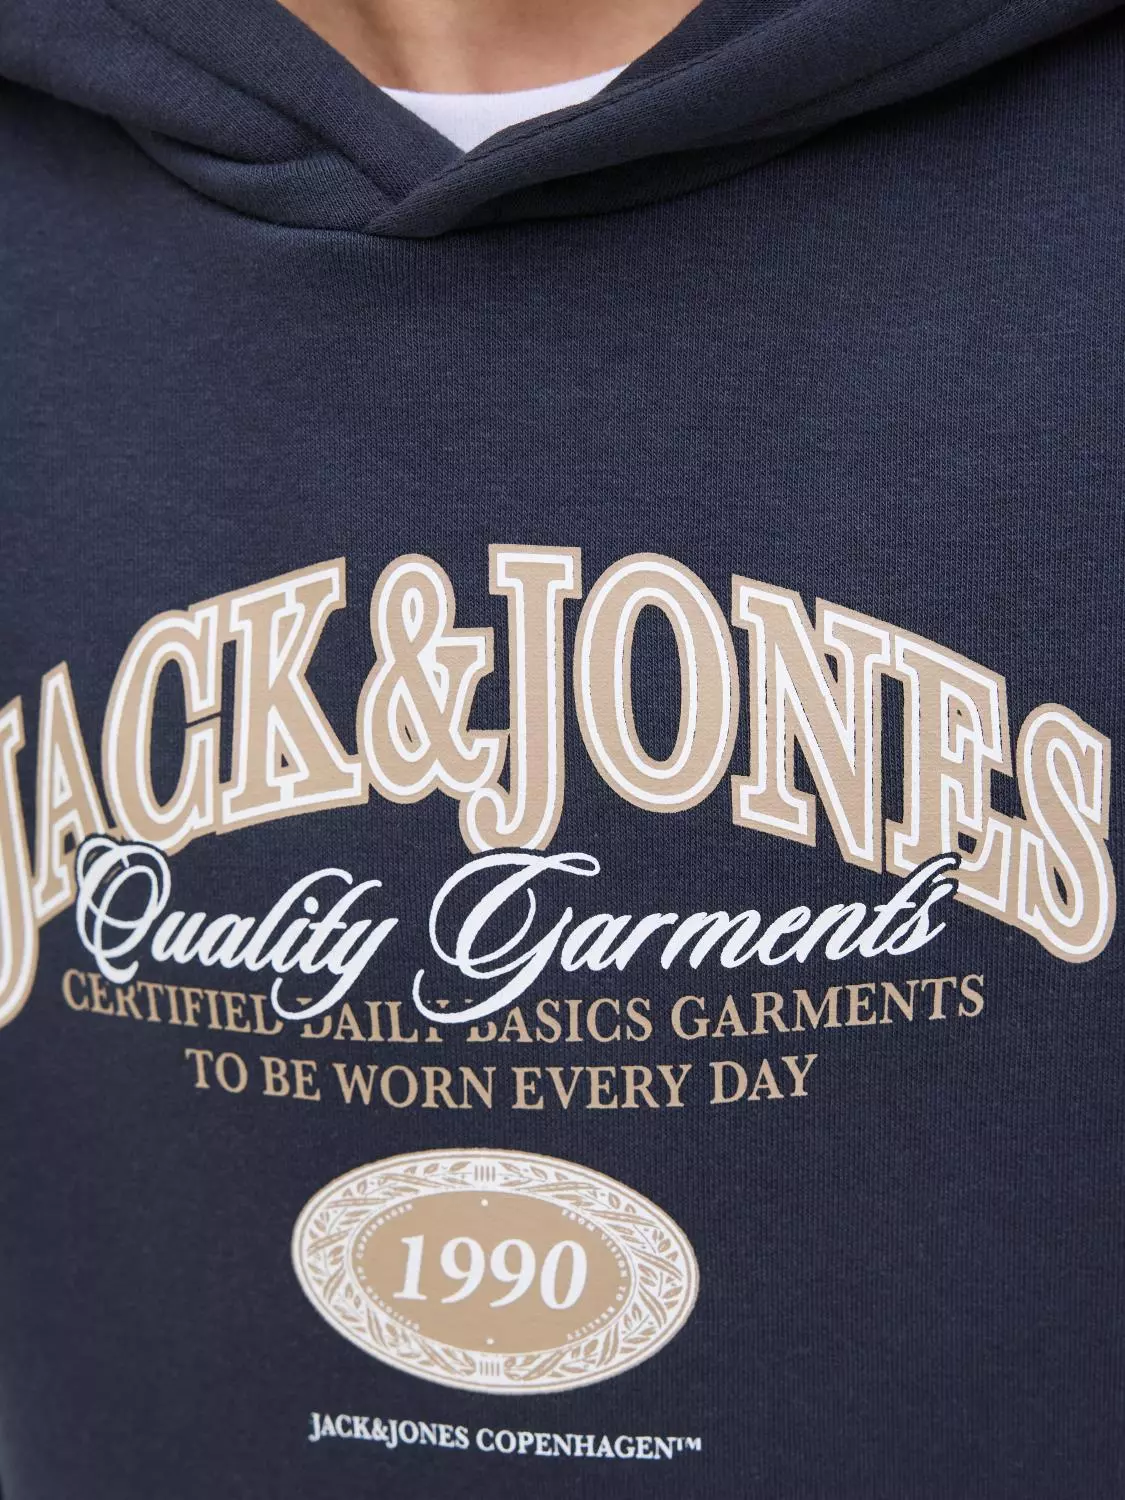 JACK&JONES
Quality Garments
CERTIFIED DAILY BASICS GARMENTS
TO BE WORN EVERY DAY
1990
JACK&JONES COPENHAGEN™